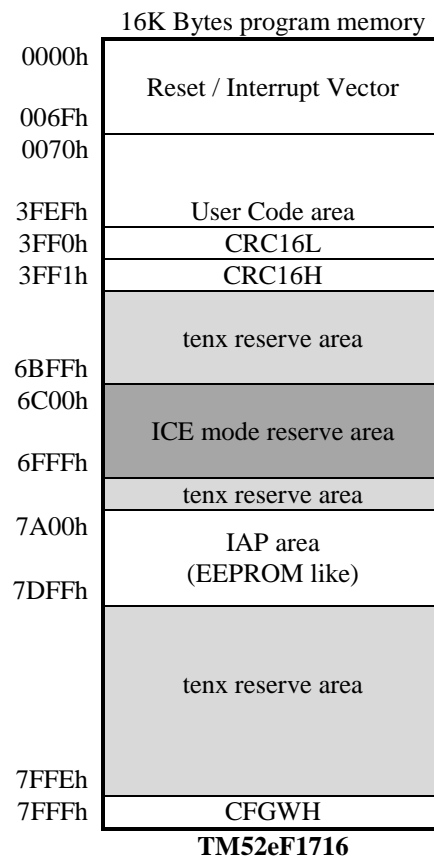 16K Bytes program memory
0000h
Reset / Interrupt Vector
006Fh
0070h
3FEFh User Code area
3FF0h CRC16L
3FF1h CRC16H
tenx reserve area
6BFFh
6C00h
ICE mode reserve area
6FFFh
tenx reserve area
7A00h
IAP area
(EEPROM like)
7DFFh
tenx reserve area
7FFEh
7FFFh CFGWH
TM52eF1716